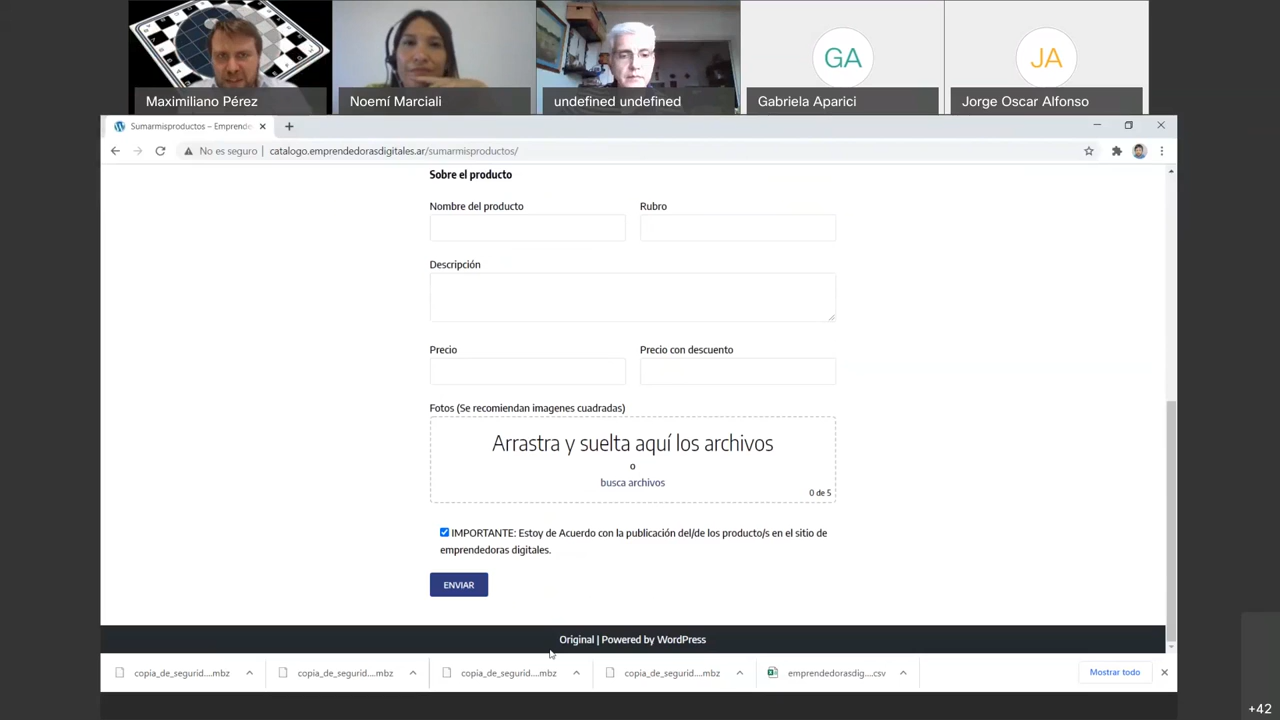 GA
JA
Maximiliano Pérez
Noemí Marciali
undefined undefined
Gabriela Aparici
Jorge Oscar Alfonso
Sumarmisproductos – Emprende
No es seguro | catalogo.emprendedorasdigitales.ar/sumarmisproductos/
Sobre el producto
Nombre del producto
Rubro
Descripción
Precio
Precio con descuento
Fotos (Se recomiendan imagenes cuadradas)
Arrastra y suelta aquí los archivos
o
busca archivos
0 de 5
IMPORTANTE: Estoy de Acuerdo con la publicación del/de los producto/s en el sitio de
emprendedoras digitales.
ENVIAR
Original | Powered by WordPress
copia_de_segurid....mbz
copia_de_segurid....mbz
copia_de_segurid....mbz
copia_de_segurid....mbz
emprendedorasdig....csv
Mostrar todo
+42